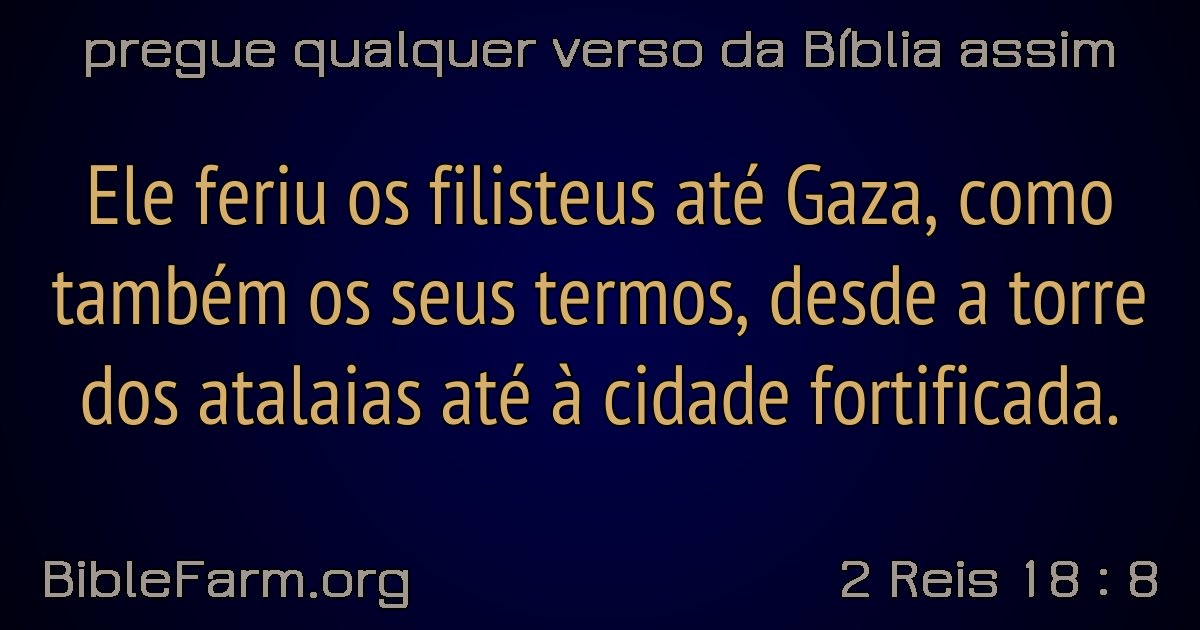 pregue qualquer verso da Bíblia assim
Ele feriu os filisteus até Gaza, como
também os seus termos, desde a torre
dos atalaias até à cidade fortificada.
BibleFarm.org
2 Reis 18 : 8